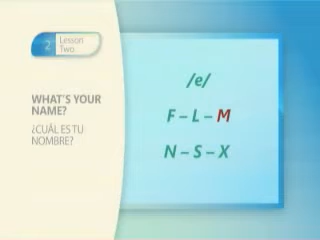 2
Lesson
Two
WHAT'S YOUR
NAME?
¿CUÁL ES TU
NOMBRE?
/e/
F – L – M
N – S – X